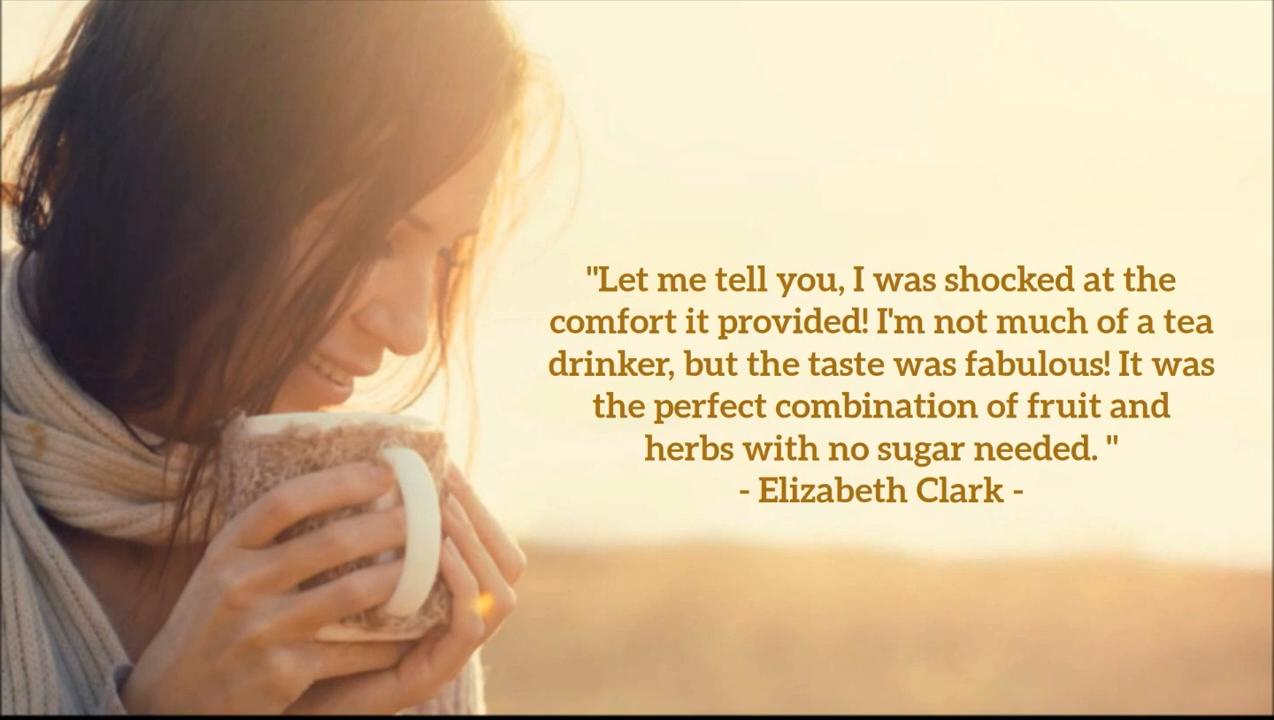 "Let me tell you, I was shocked at the
comfort it provided! I'm not much of a tea
drinker, but the taste was fabulous! It was
the perfect combination of fruit and
herbs with no sugar needed. "
- Elizabeth Clark -